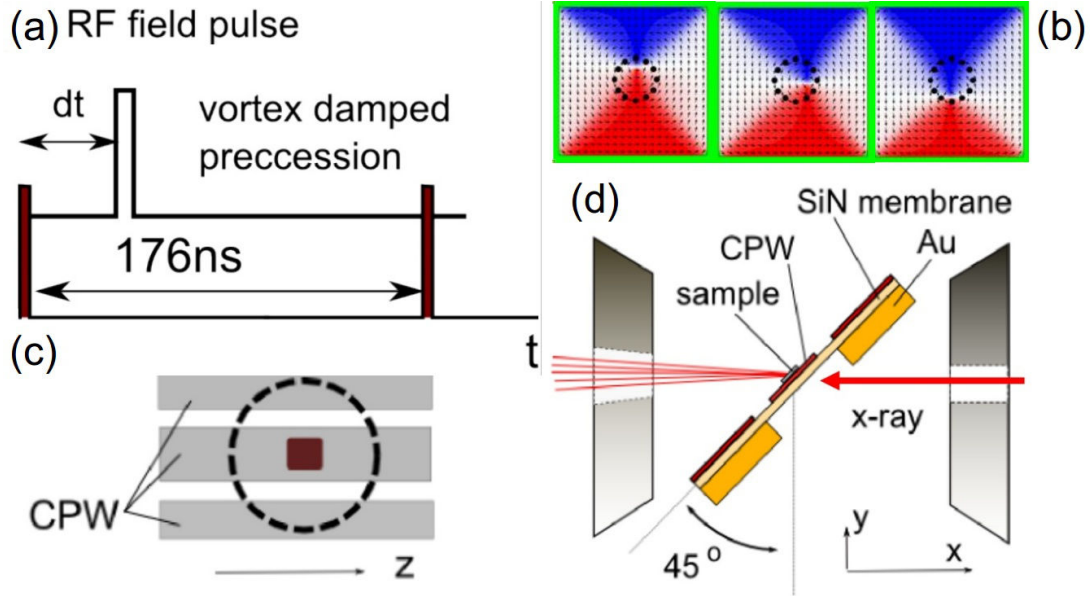 (a) RF field pulse
dt
vortex damped
preccession
176ns
t
(b)
(c)
CPW
z
(d)
SiN membrane
CPW
Au
sample
x-ray
45 o
y
x